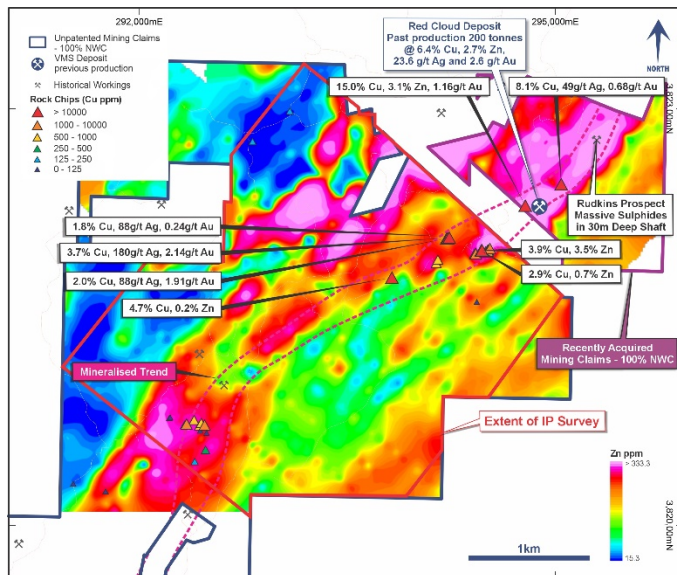 292,000mE
295,000mE
Unpatented Mining Claims
- 100% NWC
VMS Deposit
previous production
Historical Workings
Rock Chips (Cu ppm)
> 10000
1000 - 10000
500 - 1000
250 - 500
125 - 250
0 - 125
Red Cloud Deposit
Past production 200 tonnes
@ 6.4% Cu, 2.7% Zn,
23.6 g/t Ag and 2.6 g/t Au
NORTH
15.0% Cu, 3.1% Zn, 1.16g/t Au
8.1% Cu, 49g/t Ag, 0.68g/t Au
3,823,00mN
Rudkins Prospect
Massive Sulphides
in 30m Deep Shaft
1.8% Cu, 88g/t Ag, 0.24g/t Au
3.7% Cu, 180g/t Ag, 2.14g/t Au
2.0% Cu, 88g/t Ag, 1.91g/t Au
4.7% Cu, 0.2% Zn
3.9% Cu, 3.5% Zn
2.9% Cu, 0.7% Zn
Recently Acquired
Mining Claims - 100% NWC
Mineralised Trend
Extent of IP Survey
Zn ppm
> 333.3
15.3
3,820,00mN
1km